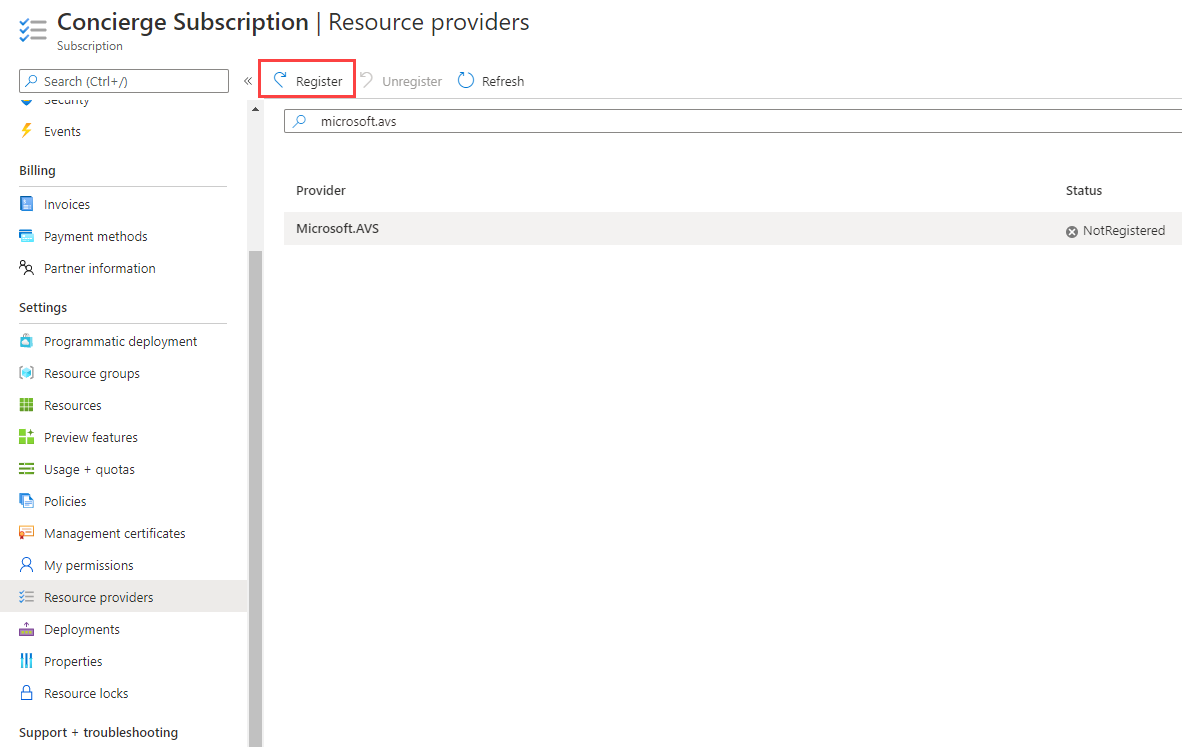 Concierge Subscription | Resource providers
Subscription
Search (Ctrl+/)
«
Register
Unregister
Refresh
Security
Events
microsoft.avs
Billing
Invoices
Payment methods
Partner information
Provider
Status
Microsoft.AVS
NotRegistered
Settings
Programmatic deployment
Resource groups
Resources
Preview features
Usage + quotas
Policies
Management certificates
My permissions
Resource providers
Deployments
Properties
Resource locks
Support + troubleshooting